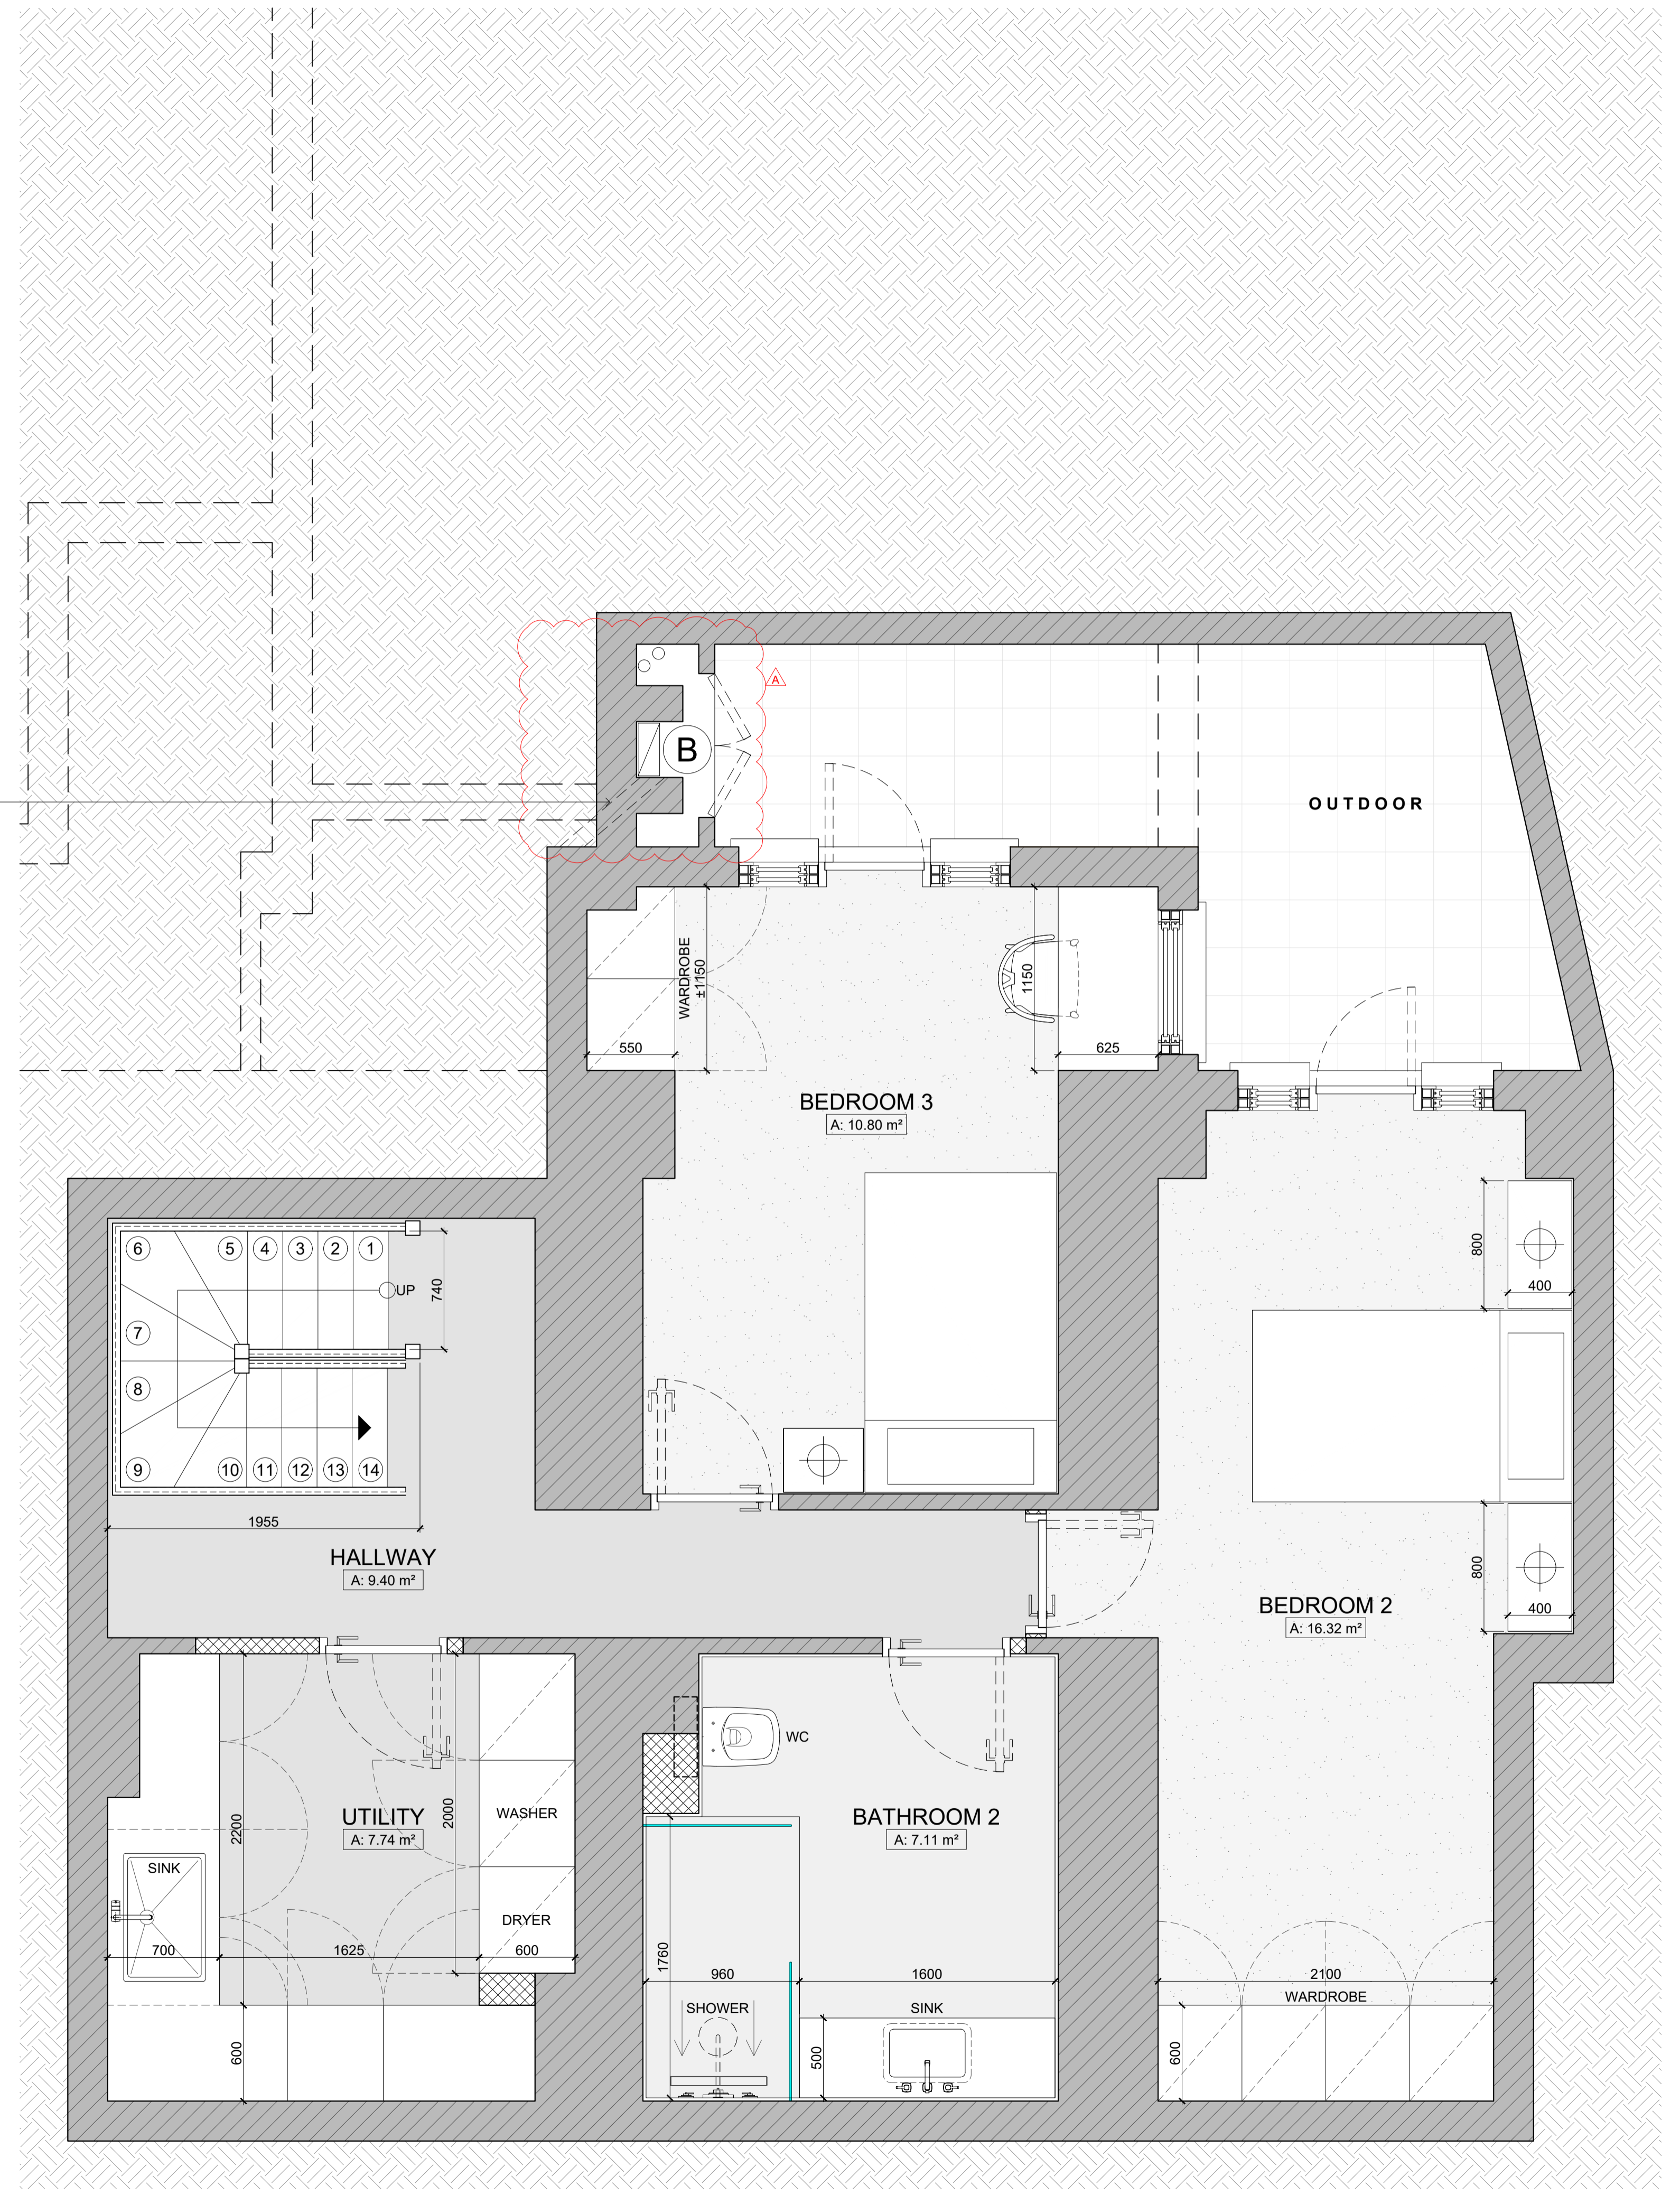 A
B
OUTDOOR
WARDROBE
±1150
1150
550
625
BEDROOM 3
A: 10.80 m²
6
5
4
3
2
1
UP
740
7
8
9
10
11
12
13
14
800
400
1955
HALLWAY
A: 9.40 m²
800
400
BEDROOM 2
A: 16.32 m²
WC
UTILITY
A: 7.74 m²
2200
2000
WASHER
BATHROOM 2
A: 7.11 m²
SINK
DRYER
700
1625
600
1760
960
1600
2100
WARDROBE
SHOWER
SINK
600
500
600